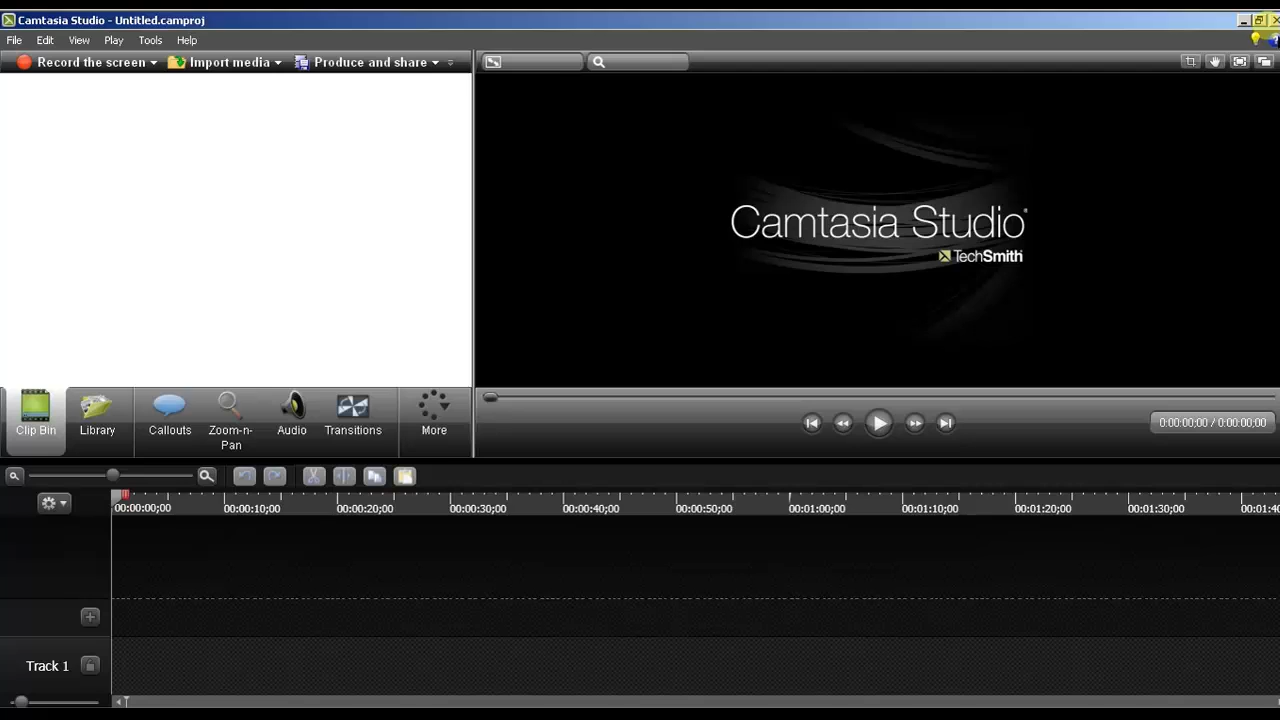 Camtasia Studio - Untitled.camproj
File Edit View Play Tools Help
Record the screen Import media Produce and share
Camtasia Studio®
TechSmith
Clip Bin Library Callouts Zoom-n-Pan Audio Transitions More
0:00:00;00 / 0:00:00;00
00:00:00;00 00:00:10;00 00:00:20;00 00:00:30;00 00:00:40;00 00:00:50;00 00:01:00;00 00:01:10;00 00:01:20;00 00:01:30;00 00:01:40
Track 1